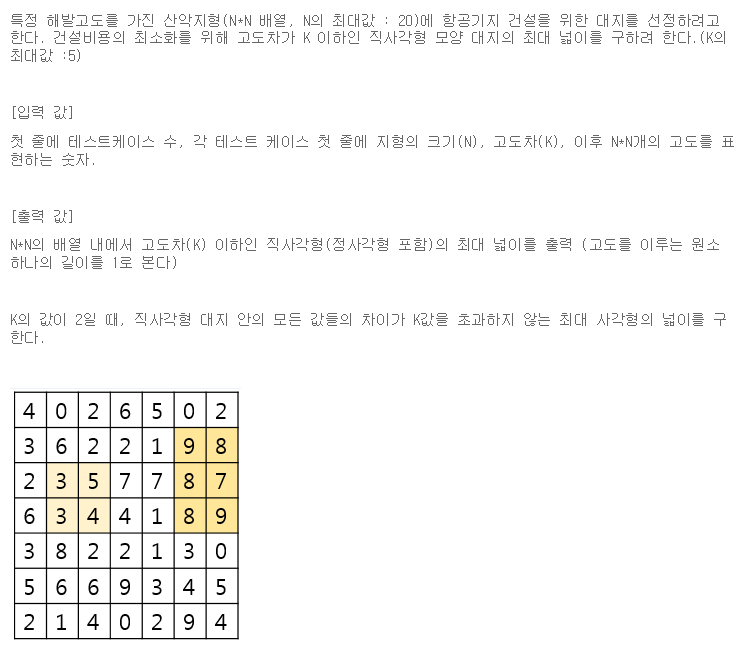 특정 해발고도를 가진 산악지형(N*N 배열, N의 최대값 : 20)에 항공기지 건설을 위한 대지를 선정하려고
한다. 건설비용의 최소화를 위해 고도차가 K 이하인 직사각형 모양 대지의 최대 넓이를 구하려 한다.(K의
최대값 :5)
[입력 값]
첫 줄에 테스트케이스 수, 각 테스트 케이스 첫 줄에 지형의 크기(N), 고도차(K), 이후 N*N개의 고도를 표
현하는 숫자.
[출력 값]
N*N의 배열 내에서 고도차(K) 이하인 직사각형(정사각형 포함)의 최대 넓이를 출력 (고도를 이루는 원소
하나의 길이를 1로 본다)
K의 값이 2일 때, 직사각형 대지 안의 모든 값들의 차이가 K값을 초과하지 않는 최대 사각형의 넓이를 구
한다.
4 0 2 6 5 0 2
3 6 2 2 1 9 8
2 3 5 7 7 8 7
6 3 4 4 1 8 9
3 8 2 2 1 3 0
5 6 6 9 3 4 5
2 1 4 0 2 9 4